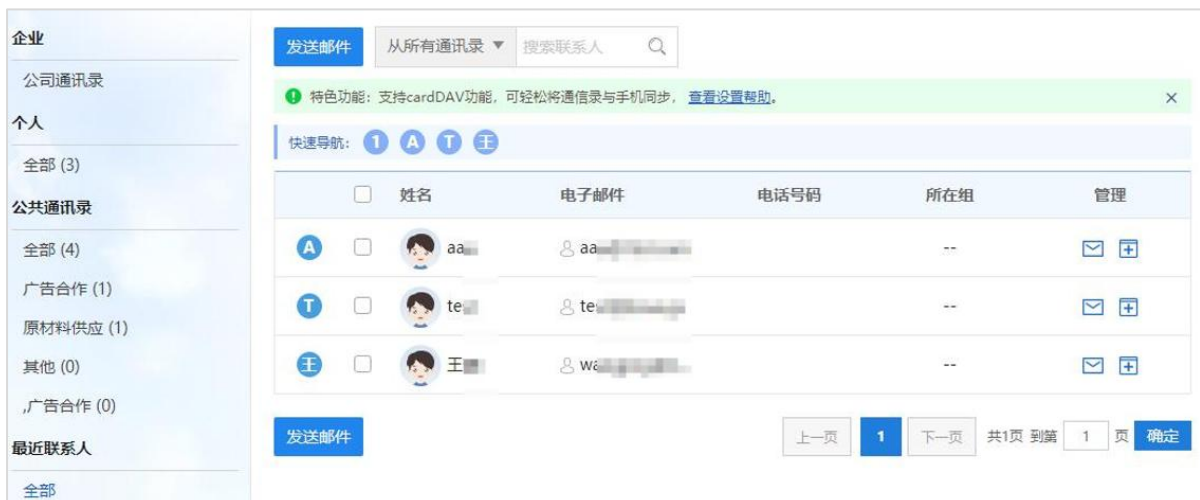 企业
公司通讯录
个人
全部 (3)
公共通讯录
全部 (4)
广告合作 (1)
原材料供应 (1)
其他 (0)
,广告合作 (0)
最近联系人
全部
发送邮件 从所有通讯录 ▼ 搜索联系人
特色功能：支持cardDAV功能，可轻松将通信录与手机同步， 查看设置帮助。 ×
快速导航： 1 A T 王
姓名 电子邮件 电话号码 所在组 管理
A aa aa --
T te te --
王 王 wa --
发送邮件 上一页 1 下一页 共1页 到第 1 页 确定